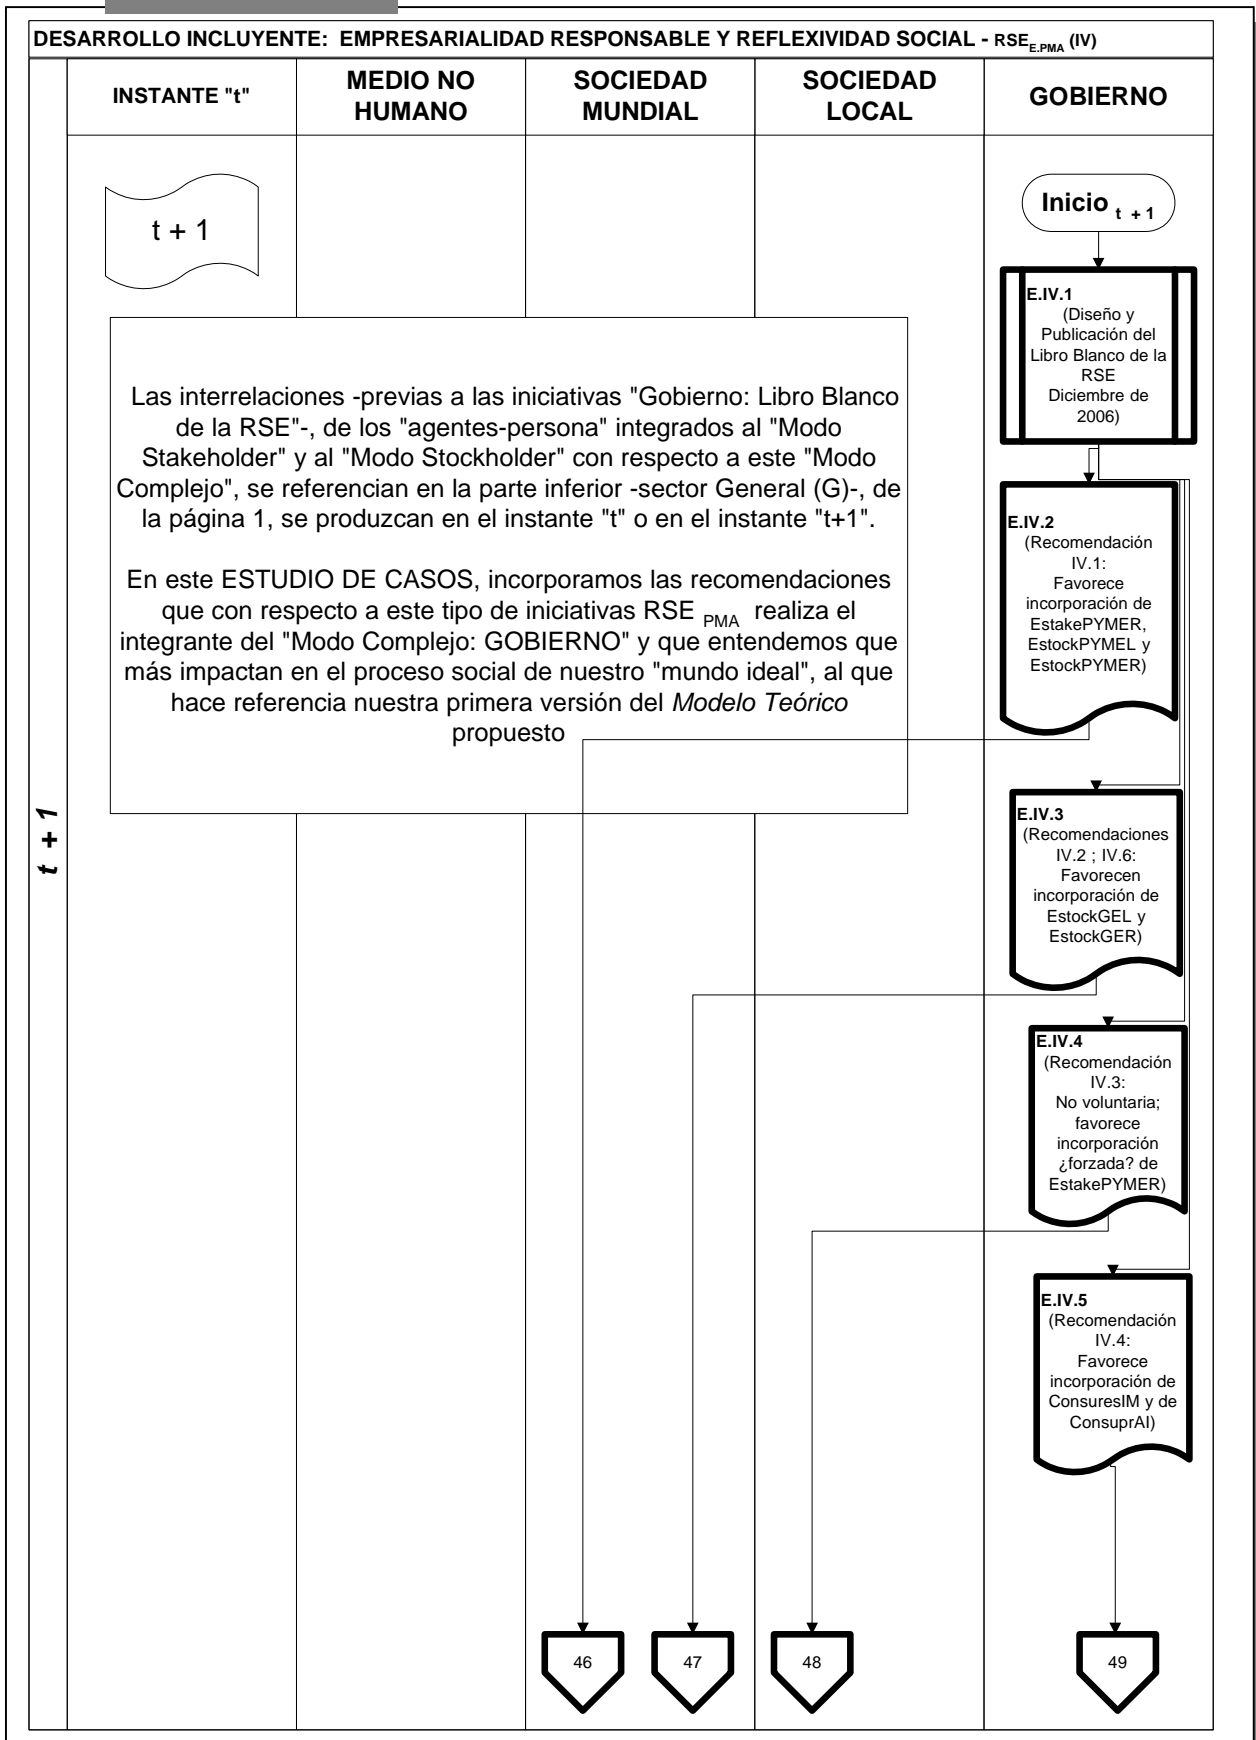 DESARROLLO INCLUYENTE: EMPRESARIALIDAD RESPONSABLE Y REFLEXIVIDAD SOCIAL - RSE E.PMA (IV)
INSTANTE "t"
MEDIO NO
HUMANO
SOCIEDAD
MUNDIAL
SOCIEDAD
LOCAL
GOBIERNO
t + 1
t + 1
Inicio t + 1
E.IV.1
(Diseño y
Publicación del
Libro Blanco de la
RSE
Diciembre de
2006)
Las interrelaciones -previas a las iniciativas "Gobierno: Libro Blanco
de la RSE"-, de los "agentes-persona" integrados al "Modo
Stakeholder" y al "Modo Stockholder" con respecto a este "Modo
Complejo", se referencian en la parte inferior -sector General (G)-, de
la página 1, se produzcan en el instante "t" o en el instante "t+1".
En este ESTUDIO DE CASOS, incorporamos las recomendaciones
que con respecto a este tipo de iniciativas RSE PMA realiza el
integrante del "Modo Complejo: GOBIERNO" y que entendemos que
más impactan en el proceso social de nuestro "mundo ideal", al que
hace referencia nuestra primera versión del Modelo Teórico
propuesto
E.IV.2
(Recomendación
IV.1:
Favorece
incorporación de
EstakePYMER,
EstockPYMEL y
EstockPYMER)
E.IV.3
(Recomendaciones
IV.2 ; IV.6:
Favorecen
incorporación de
EstockGEL y
EstockGER)
E.IV.4
(Recomendación
IV.3:
No voluntaria;
favorece
incorporación
¿forzada? de
EstakePYMER)
E.IV.5
(Recomendación
IV.4:
Favorece
incorporación de
ConsuresIM y de
ConsuprAI)
46
47
48
49